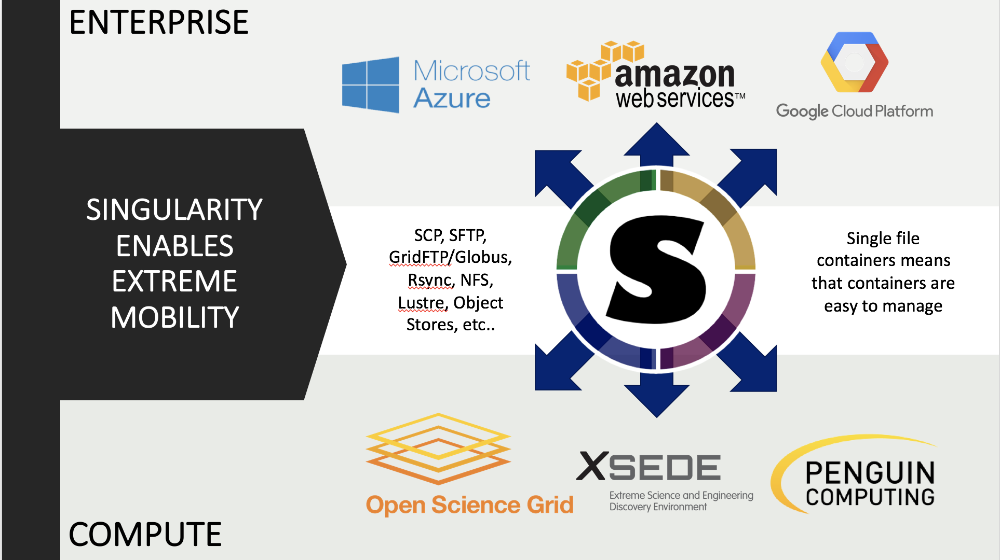 ENTERPRISE
Microsoft
Azure
amazon
web services™
Google Cloud Platform
SINGULARITY
ENABLES
EXTREME
MOBILITY
SCP, SFTP,
GridFTP/Globus,
Rsync, NFS,
Lustre, Object
Stores, etc..
S
Single file
containers means
that containers are
easy to manage
Open Science Grid
XSEDE
Extreme Science and Engineering
Discovery Environment
PENGUIN
COMPUTING
COMPUTE